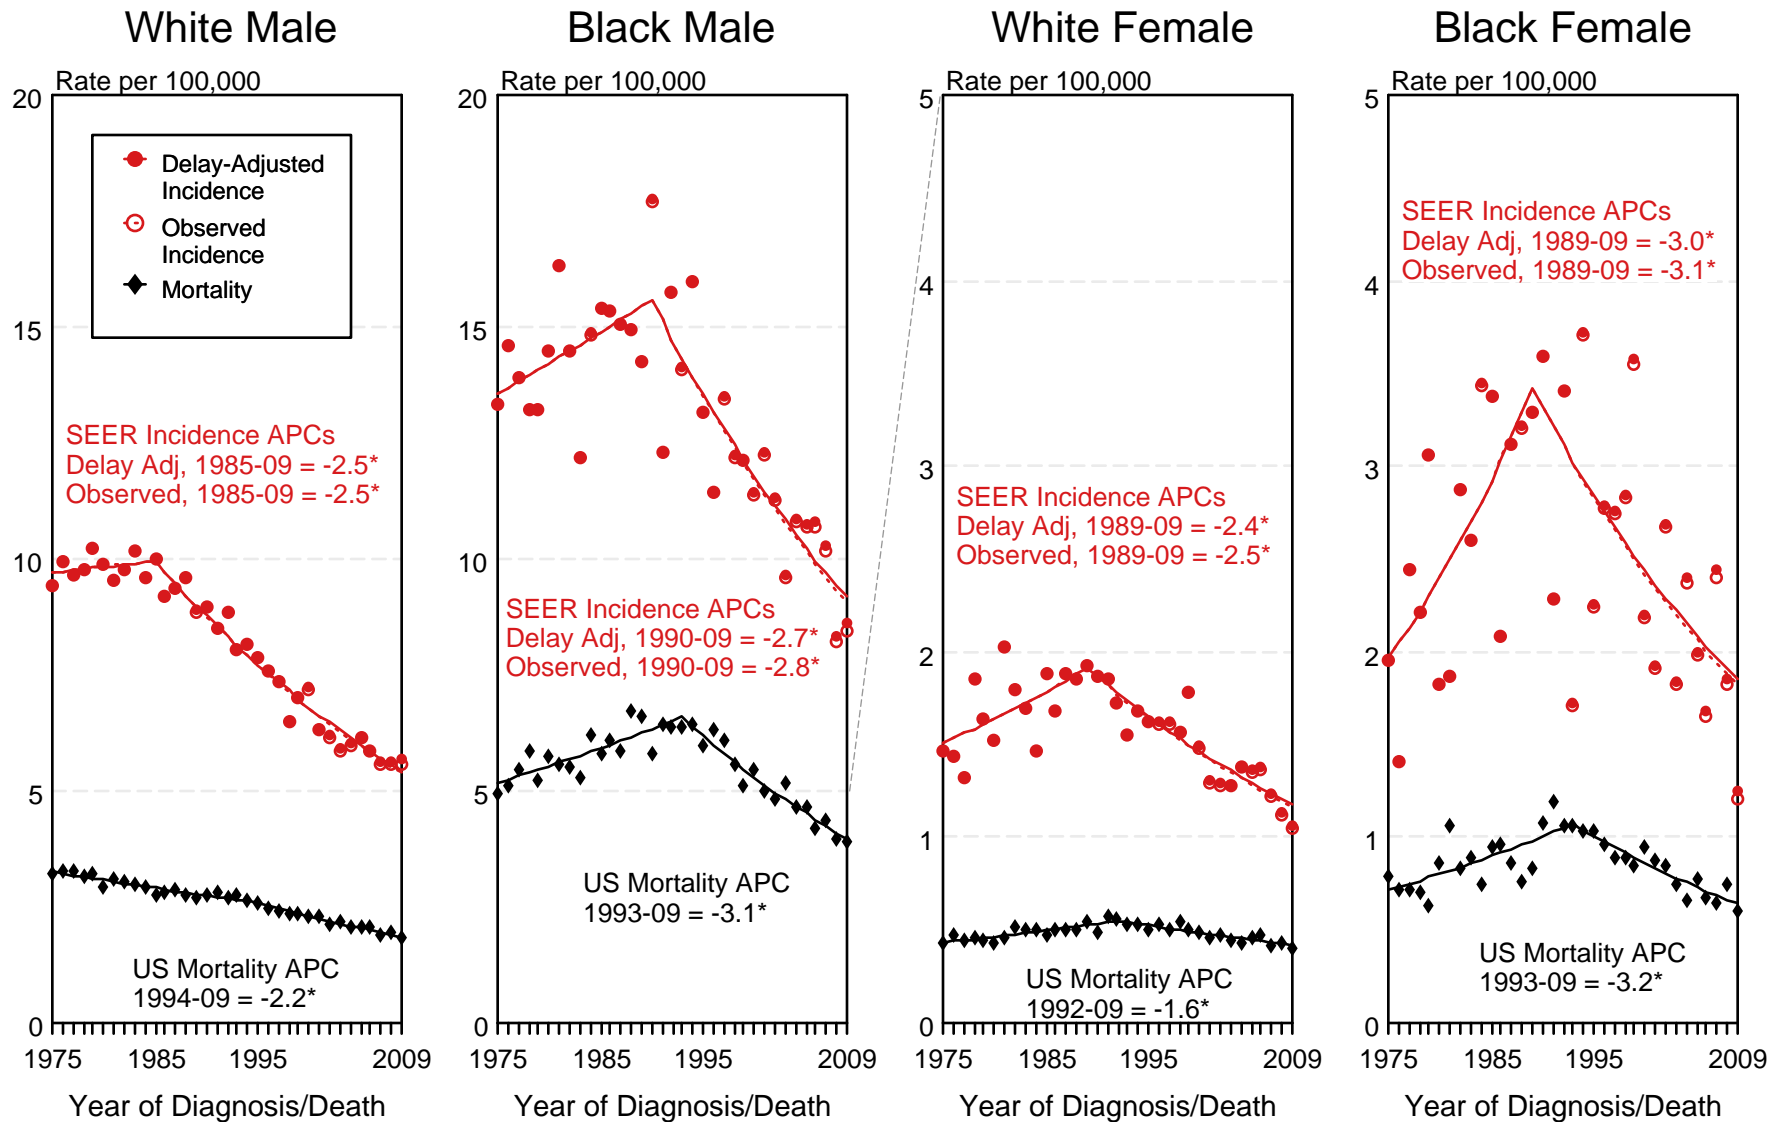 White Male
Rate per 100,000
20
15
10
5
0
Delay-Adjusted
Incidence
Observed
Incidence
Mortality
SEER Incidence APCs
Delay Adj, 1985-09 = -2.5*
Observed, 1985-09 = -2.5*
US Mortality APC
1994-09 = -2.2*
1975 1985 1995 2009
Year of Diagnosis/Death
Black Male
Rate per 100,000
20
15
10
5
0
SEER Incidence APCs
Delay Adj, 1990-09 = -2.7*
Observed, 1990-09 = -2.8*
US Mortality APC
1993-09 = -3.1*
1975 1985 1995 2009
Year of Diagnosis/Death
White Female
Rate per 100,000
5
4
3
2
1
0
SEER Incidence APCs
Delay Adj, 1989-09 = -2.4*
Observed, 1989-09 = -2.5*
US Mortality APC
1992-09 = -1.6*
1975 1985 1995 2009
Year of Diagnosis/Death
Black Female
Rate per 100,000
5
4
3
2
1
0
SEER Incidence APCs
Delay Adj, 1989-09 = -3.0*
Observed, 1989-09 = -3.1*
US Mortality APC
1993-09 = -3.2*
1975 1985 1995 2009
Year of Diagnosis/Death